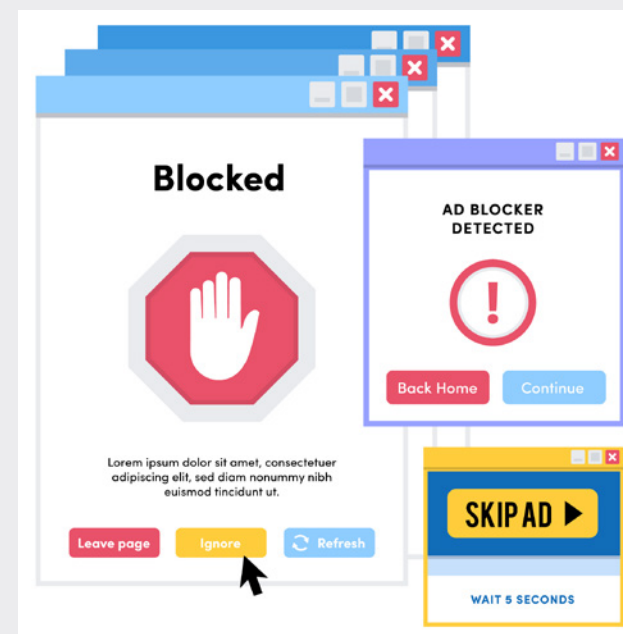 Blocked
Lorem ipsum dolor sit amet, consectetuer
adipiscing elit, sed diam nonummy nibh
euismod tincidunt ut.
Leave page
Ignore
Refresh
AD BLOCKER
DETECTED
!
Back Home
Continue
SKIP AD
WAIT 5 SECONDS